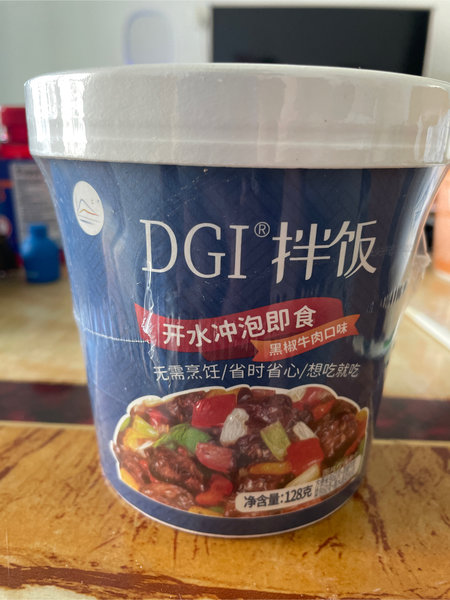 DGI®拌饭
开水冲泡即食
黑椒牛肉口味
无需烹饪/省时省心/想吃就吃
净含量:128克